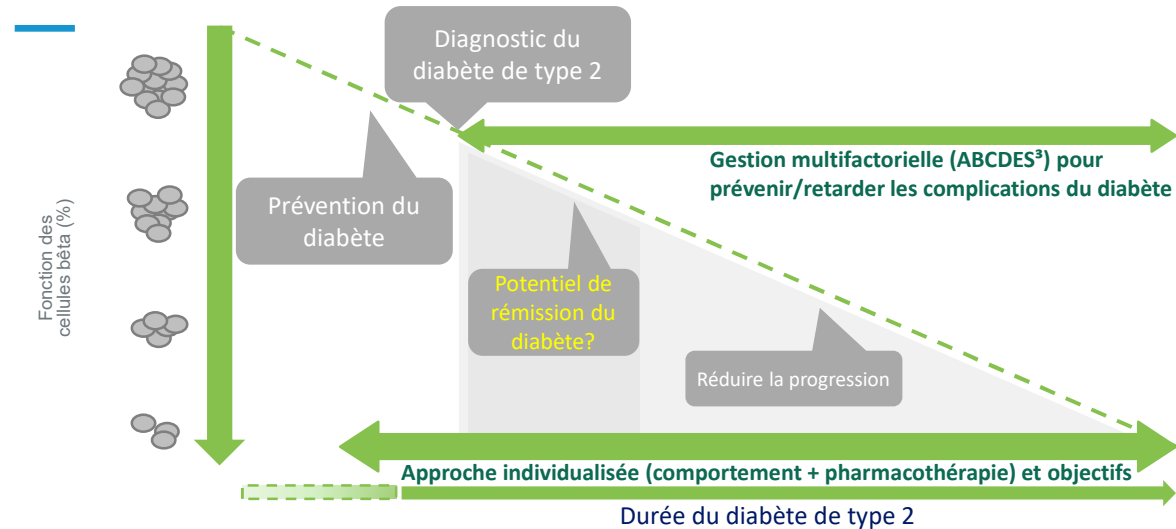 Diagnostic du
diabète de type 2
Gestion multifactorielle (ABCDES³) pour
prévenir/retarder les complications du diabète
Prévention du
diabète
Fonction des
cellules bêta (%)
Potentiel de
rémission du
diabète?
Réduire la progression
Approche individualisée (comportement + pharmacothérapie) et objectifs
Durée du diabète de type 2